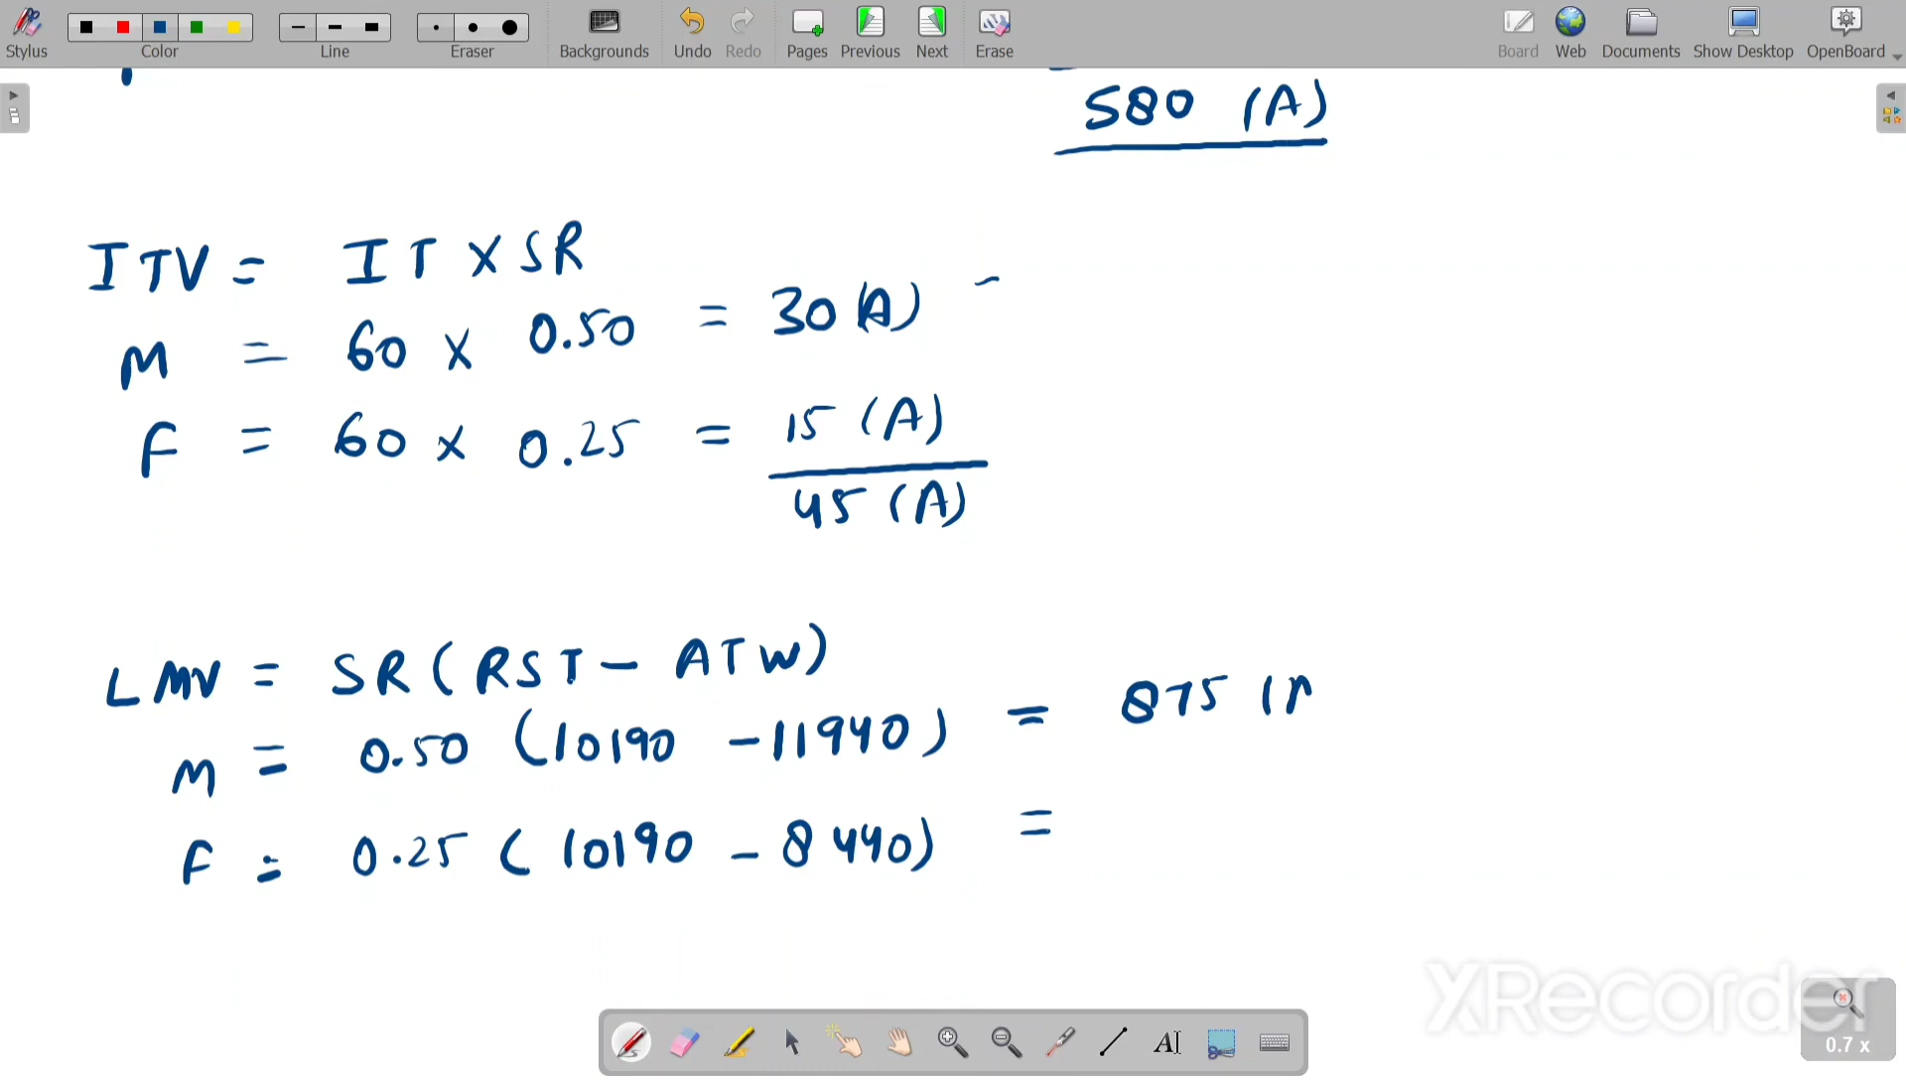 Stylus Color Line Eraser Backgrounds Undo Redo Pages Previous Next Erase Board Web Documents Show Desktop OpenBoard
580 (A)
ITV = IT X SR
M = 60 X 0.50 = 30 (A) -
F = 60 X 0.25 = 15 (A)
45 (A)
LMV = SR (RST - ATW)
M = 0.50 (10190 - 11940) = 875 (
F = 0.25 (10190 - 8440) =
XRecorder
0.7 x